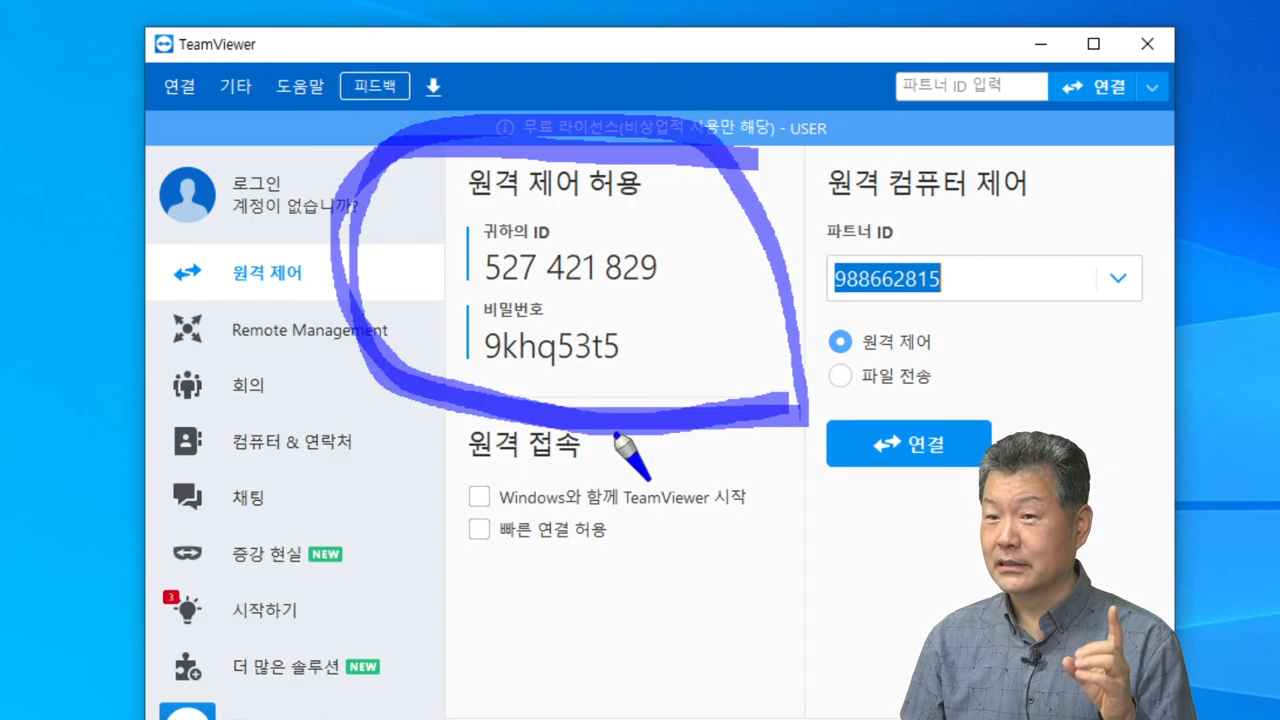 TeamViewer
연결 기타 도움말 피드백 파트너 ID 입력 연결
무료 라이선스(비상업적 사용만 해당) - USER
로그인
계정이 없습니까?
원격 제어
Remote Management
회의
컴퓨터 & 연락처
채팅
증강 현실 NEW
3
시작하기
더 많은 솔루션 NEW
원격 제어 허용
귀하의 ID
527 421 829
비밀번호
9khq53t5
원격 접속
Windows와 함께 TeamViewer 시작
빠른 연결 허용
원격 컴퓨터 제어
파트너 ID
988662815
원격 제어
파일 전송
연결